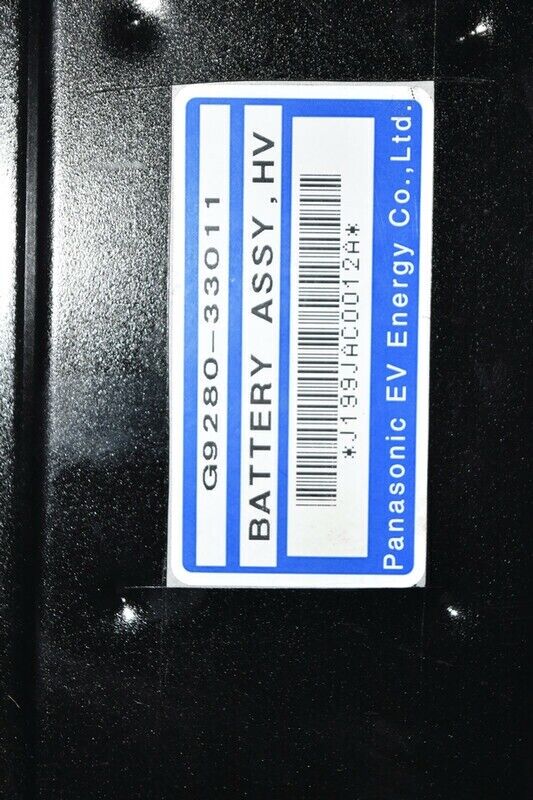 G9280-33011
BATTERY ASSY,HV
*J199JAC0012A*
Panasonic EV Energy Co.,Ltd.